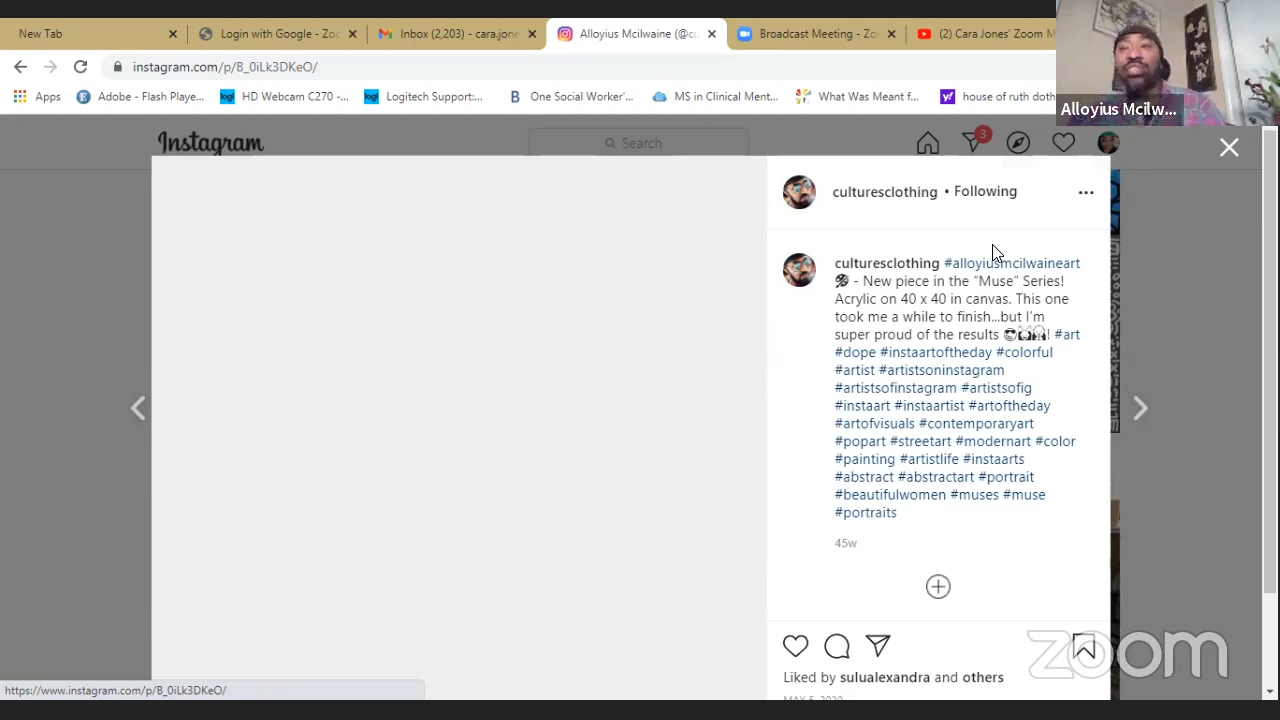 New Tab
Login with Google - Zoo
Inbox (2,203) - cara.jone
Alloyius Mcilwaine (@cu
Broadcast Meeting - Zo
(2) Cara Jones' Zoom M
instagram.com/p/B_0iLk3DKeO/
Apps
Adobe - Flash Playe...
HD Webcam C270 -...
Logitech Support:...
One Social Worker'...
MS in Clinical Ment...
What Was Meant f...
house of ruth doth
Alloyius Mcilw...
Instagram
Search
3
culturesclothing • Following
culturesclothing #alloyiusmcilwaineart
- New piece in the “Muse” Series!
Acrylic on 40 x 40 in canvas. This one
took me a while to finish...but I’m
super proud of the results ! #art
#dope #instaartoftheday #colorful
#artist #artistsoninstagram
#artistsofinstagram #artistsofig
#instaart #instaartist #artoftheday
#artofvisuals #contemporaryart
#popart #streetart #modernart #color
#painting #artistlife #instaarts
#abstract #abstractart #portrait
#beautifulwomen #muses #muse
#portraits
45w
Liked by sulualexandra and others
MAY 5, 2020
zoom
https://www.instagram.com/p/B_0iLk3DKeO/